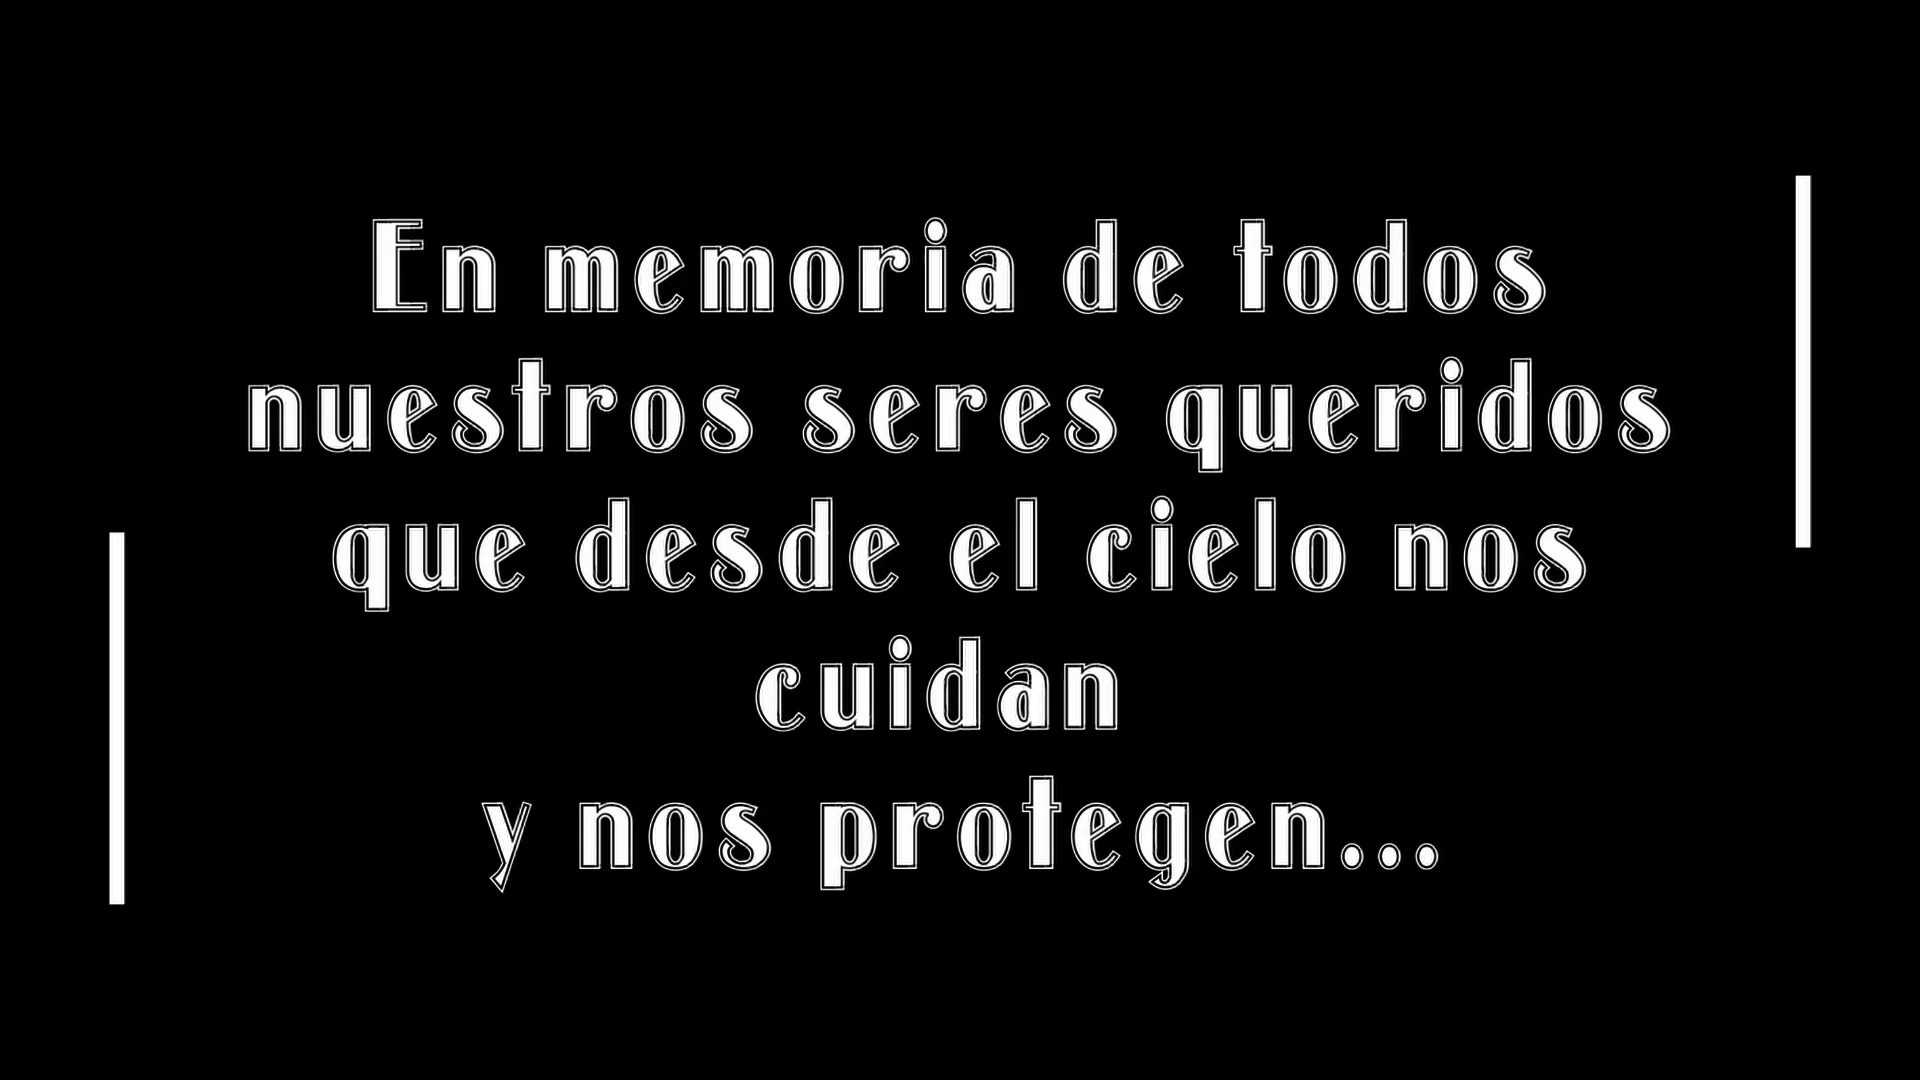 En memoria de todos
nuestros seres queridos
que desde el cielo nos
cuidan
y nos protegen...